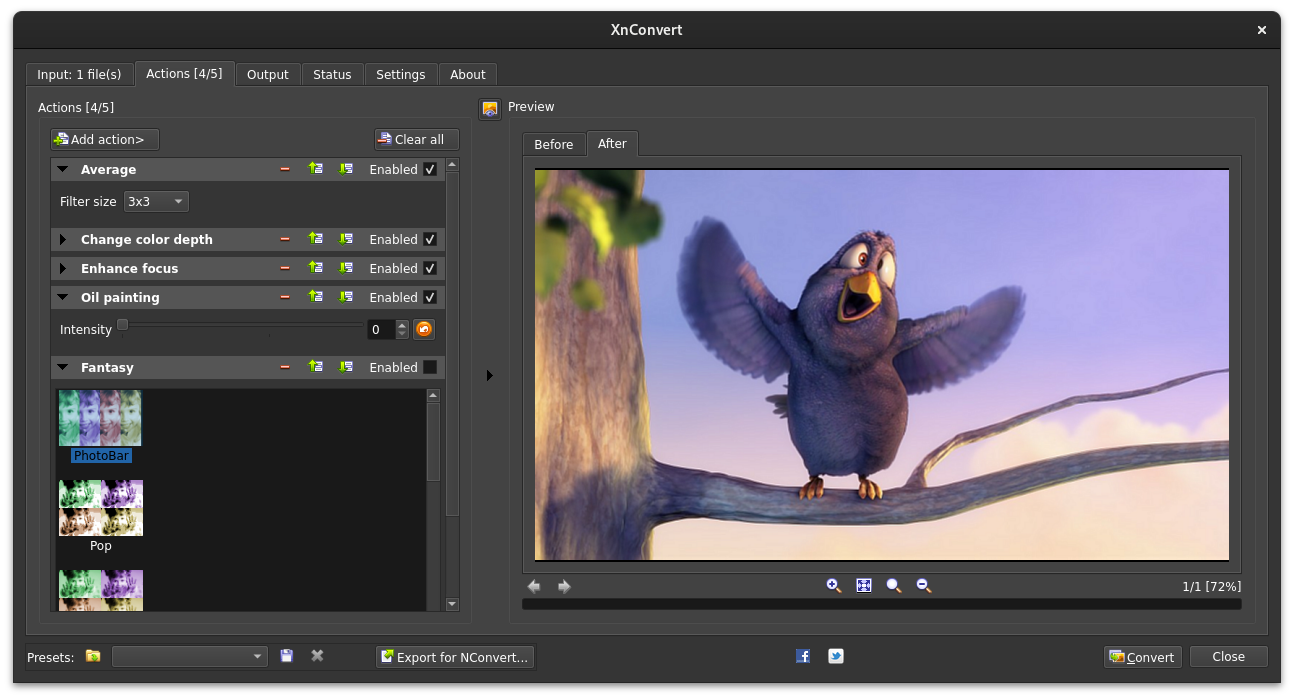 XnConvert
Input: 1 file(s) Actions [4/5] Output Status Settings About
Actions [4/5]
Preview
Add action>
Clear all
Before After
Average Enabled
Filter size 3x3
Change color depth Enabled
Enhance focus Enabled
Oil painting Enabled
Intensity 0
Fantasy Enabled
PhotoBar
Pop
1/1 [72%]
Presets:
Export for NConvert...
Convert
Close